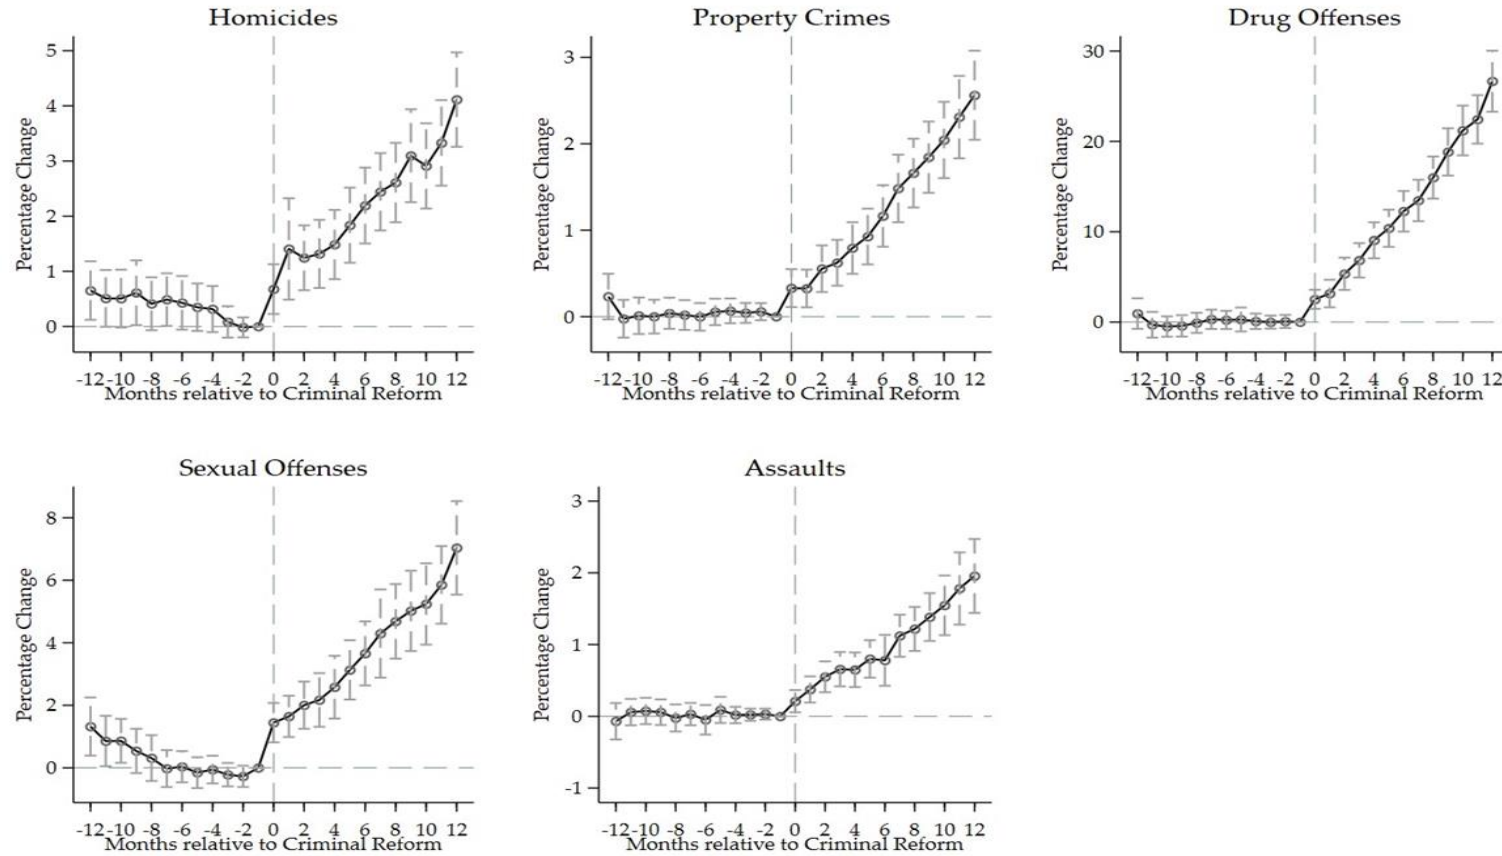 Homicides
Percentage Change
5
4
3
2
1
0
-12 -10 -8 -6 -4 -2 0 2 4 6 8 10 12
Months relative to Criminal Reform
Property Crimes
Percentage Change
3
2
1
0
-12 -10 -8 -6 -4 -2 0 2 4 6 8 10 12
Months relative to Criminal Reform
Drug Offenses
Percentage Change
30
20
10
0
-12 -10 -8 -6 -4 -2 0 2 4 6 8 10 12
Months relative to Criminal Reform
Sexual Offenses
Percentage Change
8
6
4
2
0
-12 -10 -8 -6 -4 -2 0 2 4 6 8 10 12
Months relative to Criminal Reform
Assaults
Percentage Change
3
2
1
0
-1
-12 -10 -8 -6 -4 -2 0 2 4 6 8 10 12
Months relative to Criminal Reform